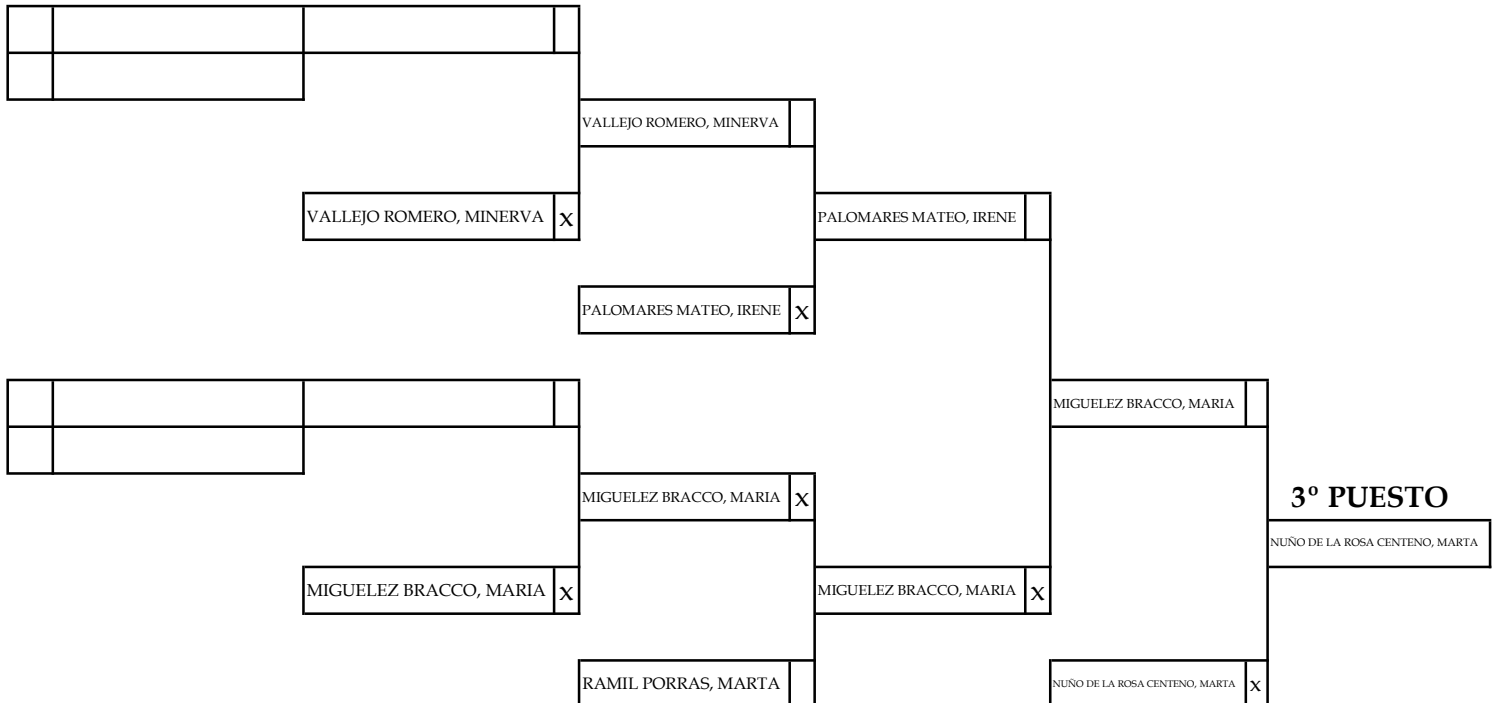 VALLEJO ROMERO, MINERVA
VALLEJO ROMERO, MINERVA x
PALOMARES MATEO, IRENE
PALOMARES MATEO, IRENE x
MIGUELEZ BRACCO, MARIA
MIGUELEZ BRACCO, MARIA x
3º PUESTO
NUÑO DE LA ROSA CENTENO, MARTA
MIGUELEZ BRACCO, MARIA x
MIGUELEZ BRACCO, MARIA x
RAMIL PORRAS, MARTA
NUÑO DE LA ROSA CENTENO, MARTA x